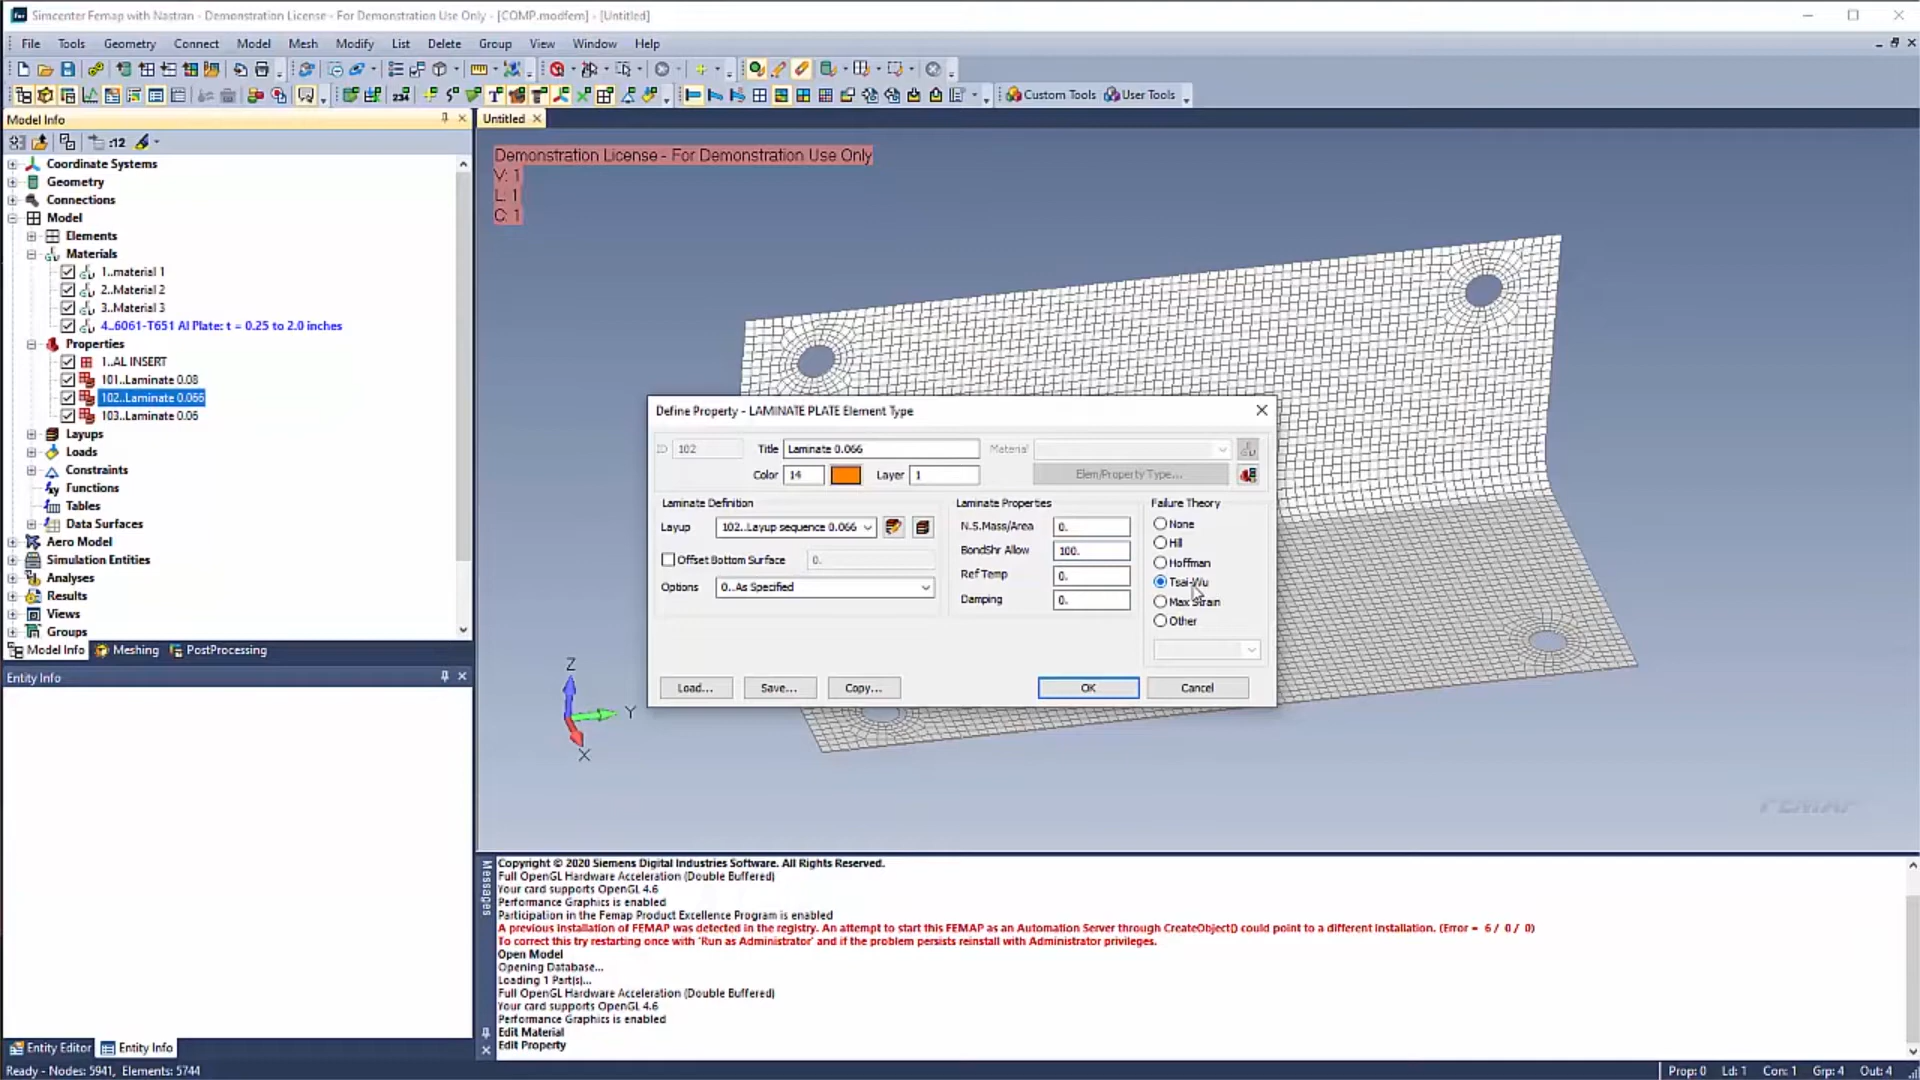 Simcenter Femap with Nastran - Demonstration License - For Demonstration Use Only - [COMP.modfem] - [Untitled]
File Tools Geometry Connect Model Mesh Modify List Delete Group View Window Help
234 Custom Tools User Tools
Model Info
Untitled
:12
Demonstration License - For Demonstration Use Only
V: 1
L: 1
C: 1
Coordinate Systems
Geometry
Connections
Model
Elements
Materials
1..material 1
2..Material 2
3..Material 3
4..6061-T651 Al Plate: t = 0.25 to 2.0 inches
Properties
1..AL INSERT
101..Laminate 0.08
102..Laminate 0.066
103..Laminate 0.06
Layups
Loads
Constraints
Functions
Tables
Data Surfaces
Aero Model
Simulation Entities
Analyses
Results
Views
Groups
Model Info Meshing PostProcessing
Entity Info
Define Property - LAMINATE PLATE Element Type
ID 102 Title Laminate 0.066 Material
Color 14 Layer 1 Elem/Property Type...
Laminate Definition Laminate Properties Failure Theory
Layup 102..Layup sequence 0.066 N.S.Mass/Area 0. None
BondShr Allow 100. Hill
Offset Bottom Surface 0. Hoffman
Ref Temp 0. Tsai-Wu
Options 0..As Specified Damping 0. Max Strain
Other
Load... Save... Copy... OK Cancel
Z
Y
X
FEMAP
Messages
Copyright © 2020 Siemens Digital Industries Software. All Rights Reserved.
Full OpenGL Hardware Acceleration (Double Buffered)
Your card supports OpenGL 4.6
Performance Graphics is enabled
Participation in the Femap Product Excellence Program is enabled
A previous installation of FEMAP was detected in the registry. An attempt to start this FEMAP as an Automation Server through CreateObject() could point to a different installation. (Error = 6 / 0 / 0)
To correct this try restarting once with 'Run as Administrator' and if the problem persists reinstall with Administrator privileges.
Open Model
Opening Database...
Loading 1 Part(s)...
Full OpenGL Hardware Acceleration (Double Buffered)
Your card supports OpenGL 4.6
Performance Graphics is enabled
Edit Material
Edit Property
Entity Editor Entity Info
Ready - Nodes: 5941, Elements: 5744 Prop: 0 Ld: 1 Con: 1 Grp: 4 Out: 4